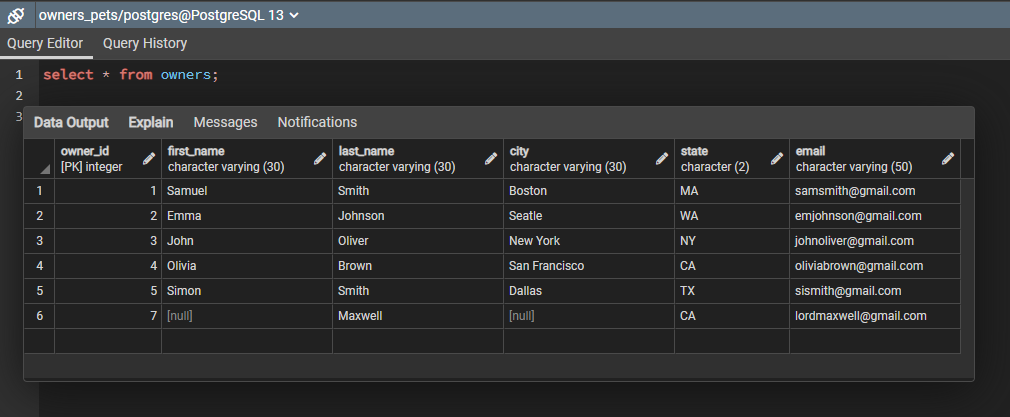 owners_pets/postgres@PostgreSQL 13
Query Editor Query History
1 select * from owners;
2
3
Data Output Explain Messages Notifications
owner_id first_name last_name city state email
[PK] integer character varying (30) character varying (30) character varying (30) character (2) character varying (50)
1 1 Samuel Smith Boston MA samsmith@gmail.com
2 2 Emma Johnson Seatle WA emjohnson@gmail.com
3 3 John Oliver New York NY johnoliver@gmail.com
4 4 Olivia Brown San Francisco CA oliviabrown@gmail.com
5 5 Simon Smith Dallas TX sismith@gmail.com
6 7 [null] Maxwell [null] CA lordmaxwell@gmail.com